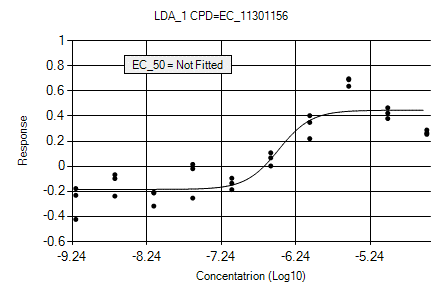 LDA_1 CPD=EC_11301156
EC_50 = Not Fitted
Response
1
0.8
0.6
0.4
0.2
0
-0.2
-0.4
-0.6
-9.24 -8.24 -7.24 -6.24 -5.24
Concentatrion (Log10)